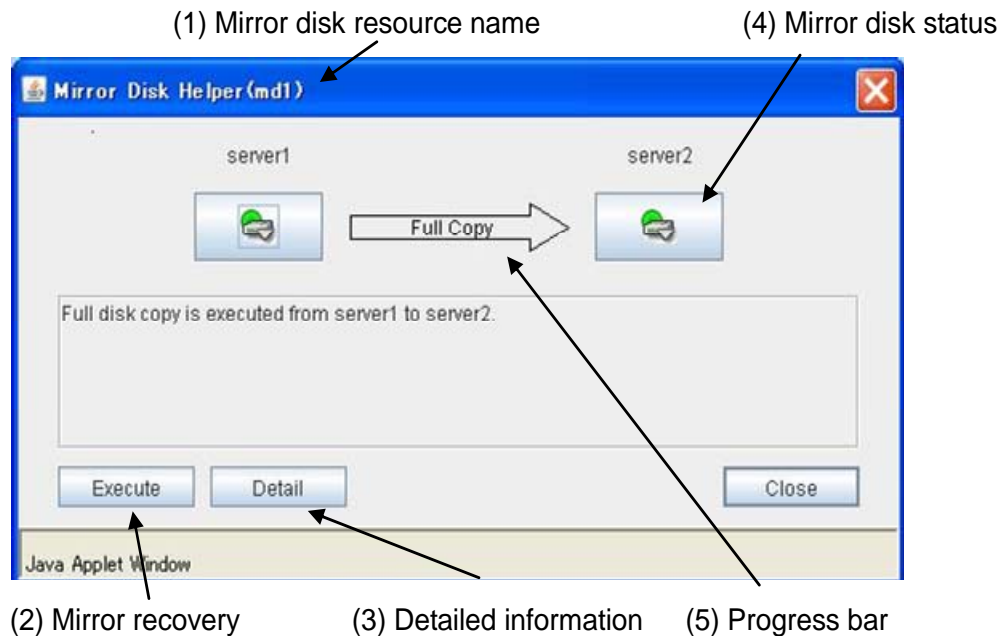 (1) Mirror disk resource name
(4) Mirror disk status
Mirror Disk Helper(md1)
server1
server2
Full Copy
Full disk copy is executed from server1 to server2.
Execute
Detail
Close
Java Applet Window
(2) Mirror recovery
(3) Detailed information
(5) Progress bar